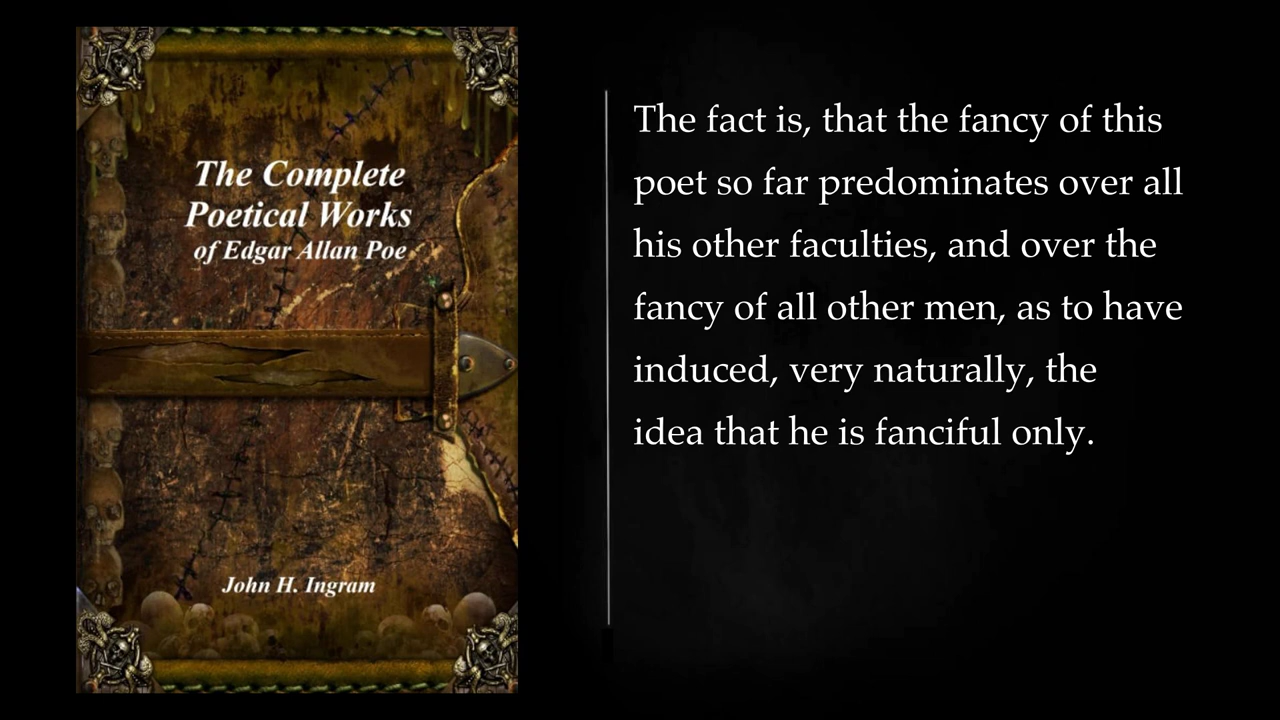 The Complete
Poetical Works
of Edgar Allan Poe
John H. Ingram
The fact is, that the fancy of this
poet so far predominates over all
his other faculties, and over the
fancy of all other men, as to have
induced, very naturally, the
idea that he is fanciful only.